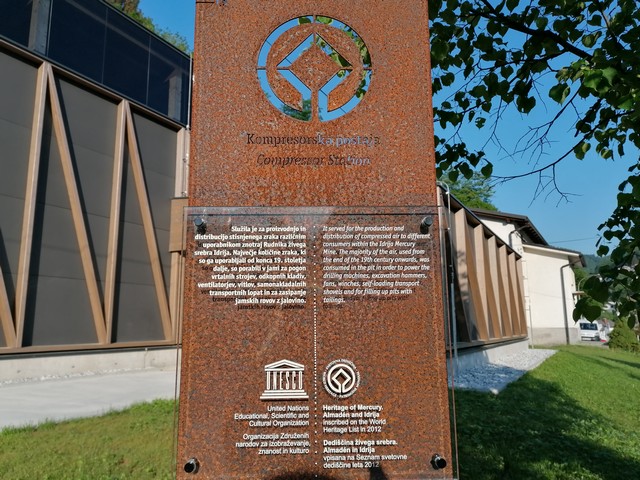 Kompresorska postaja
Compressor Station
Služila je za proizvodnjo in
distribucijo stisnjenega zraka različnim
uporabnikom znotraj Rudnika živega
srebra Idrija. Največje količine zraka, ki
so ga uporabljali od konca 19. stoletja
dalje, so porabili v jami za pogon
vrtalnih strojev, odkopnih kladiv,
ventilatorjev, vitlov, samonakladalnih
transportnih lopat in za zasipanje
jamskih rovov z jalovino.
It served for the production and
distribution of compressed air to different
consumers within the Idrija Mercury
Mine. The majority of the air, used from
the end of the 19th century onwards, was
consumed in the pit in order to power the
drilling machines, excavation hammers,
fans, winches, self-loading transport
shovels and for filling up pits with
tailings.
UNESCO
United Nations
Educational, Scientific and
Cultural Organization
Organizacija Združenih
narodov za izobraževanje,
znanost in kulturo
Heritage of Mercury.
Almadén and Idrija
inscribed on the World
Heritage List in 2012
Dediščina živega srebra.
Almadén in Idrija
vpisana na Seznam svetovne
dediščine leta 2012